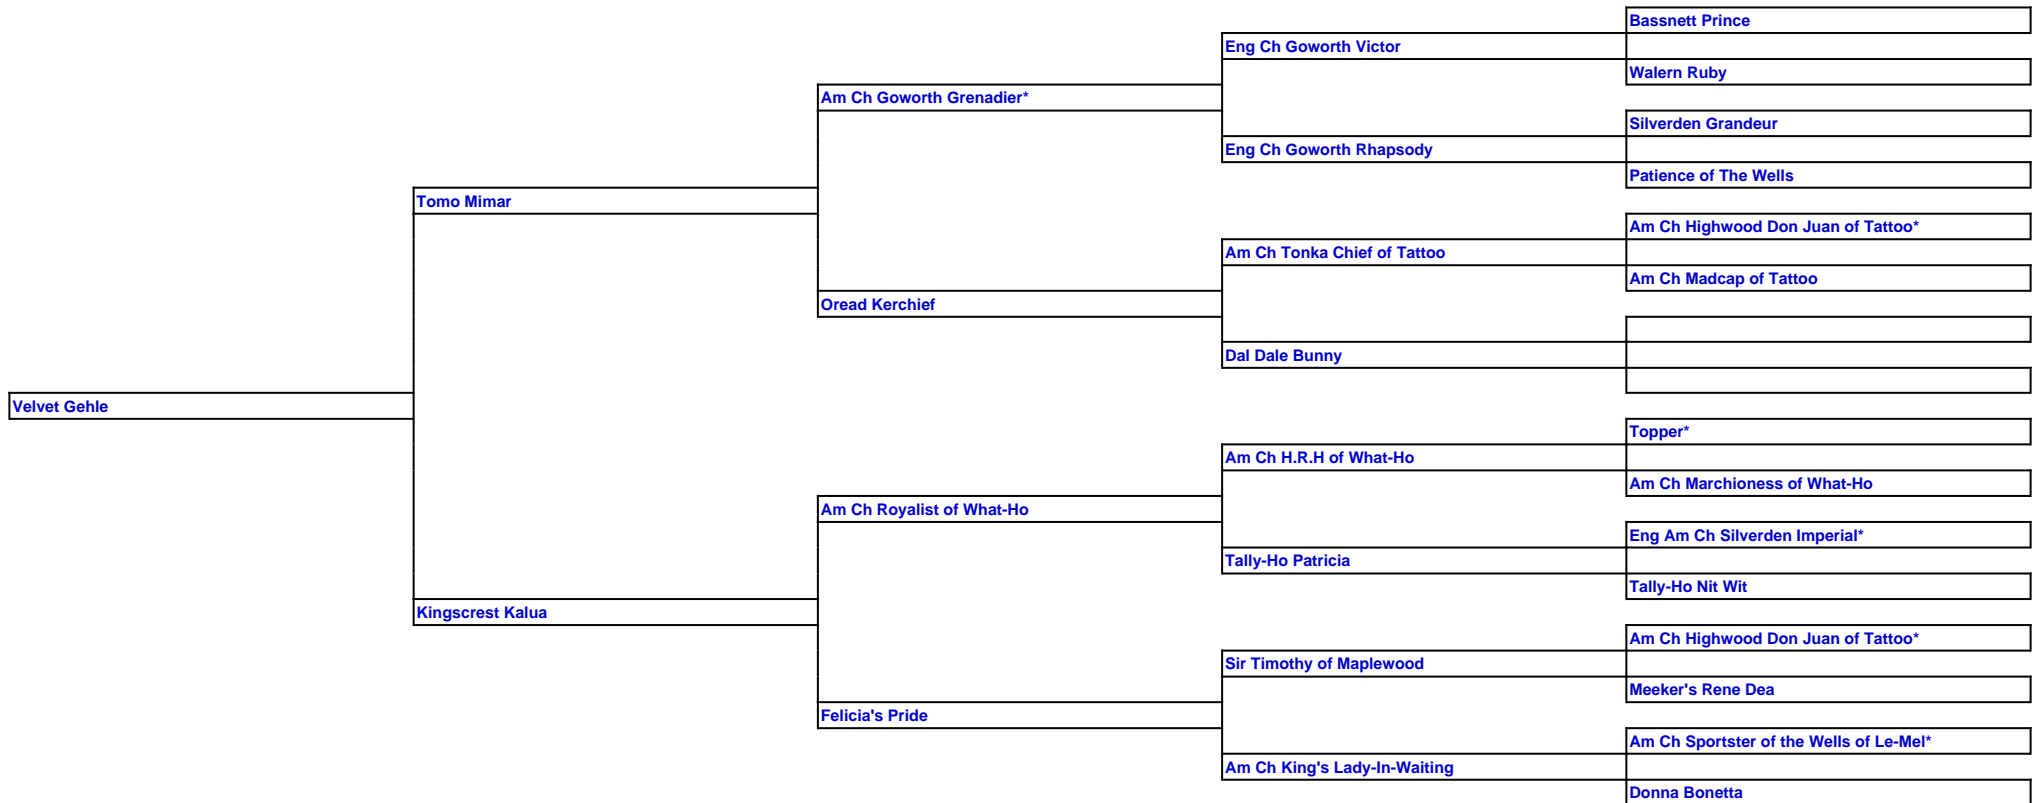 Bassnett Prince
Eng Ch Goworth Victor
Walern Ruby
Am Ch Goworth Grenadier*
Silverden Grandeur
Eng Ch Goworth Rhapsody
Patience of The Wells
Tomo Mimar
Am Ch Highwood Don Juan of Tattoo*
Am Ch Tonka Chief of Tattoo
Am Ch Madcap of Tattoo
Oread Kerchief
Dal Dale Bunny
Velvet Gehle
Topper*
Am Ch H.R.H of What-Ho
Am Ch Marchioness of What-Ho
Am Ch Royalist of What-Ho
Eng Am Ch Silverden Imperial*
Tally-Ho Patricia
Tally-Ho Nit Wit
Kingscrest Kalua
Am Ch Highwood Don Juan of Tattoo*
Sir Timothy of Maplewood
Meeker's Rene Dea
Felicia's Pride
Am Ch Sportster of the Wells of Le-Mel*
Am Ch King's Lady-In-Waiting
Donna Bonetta